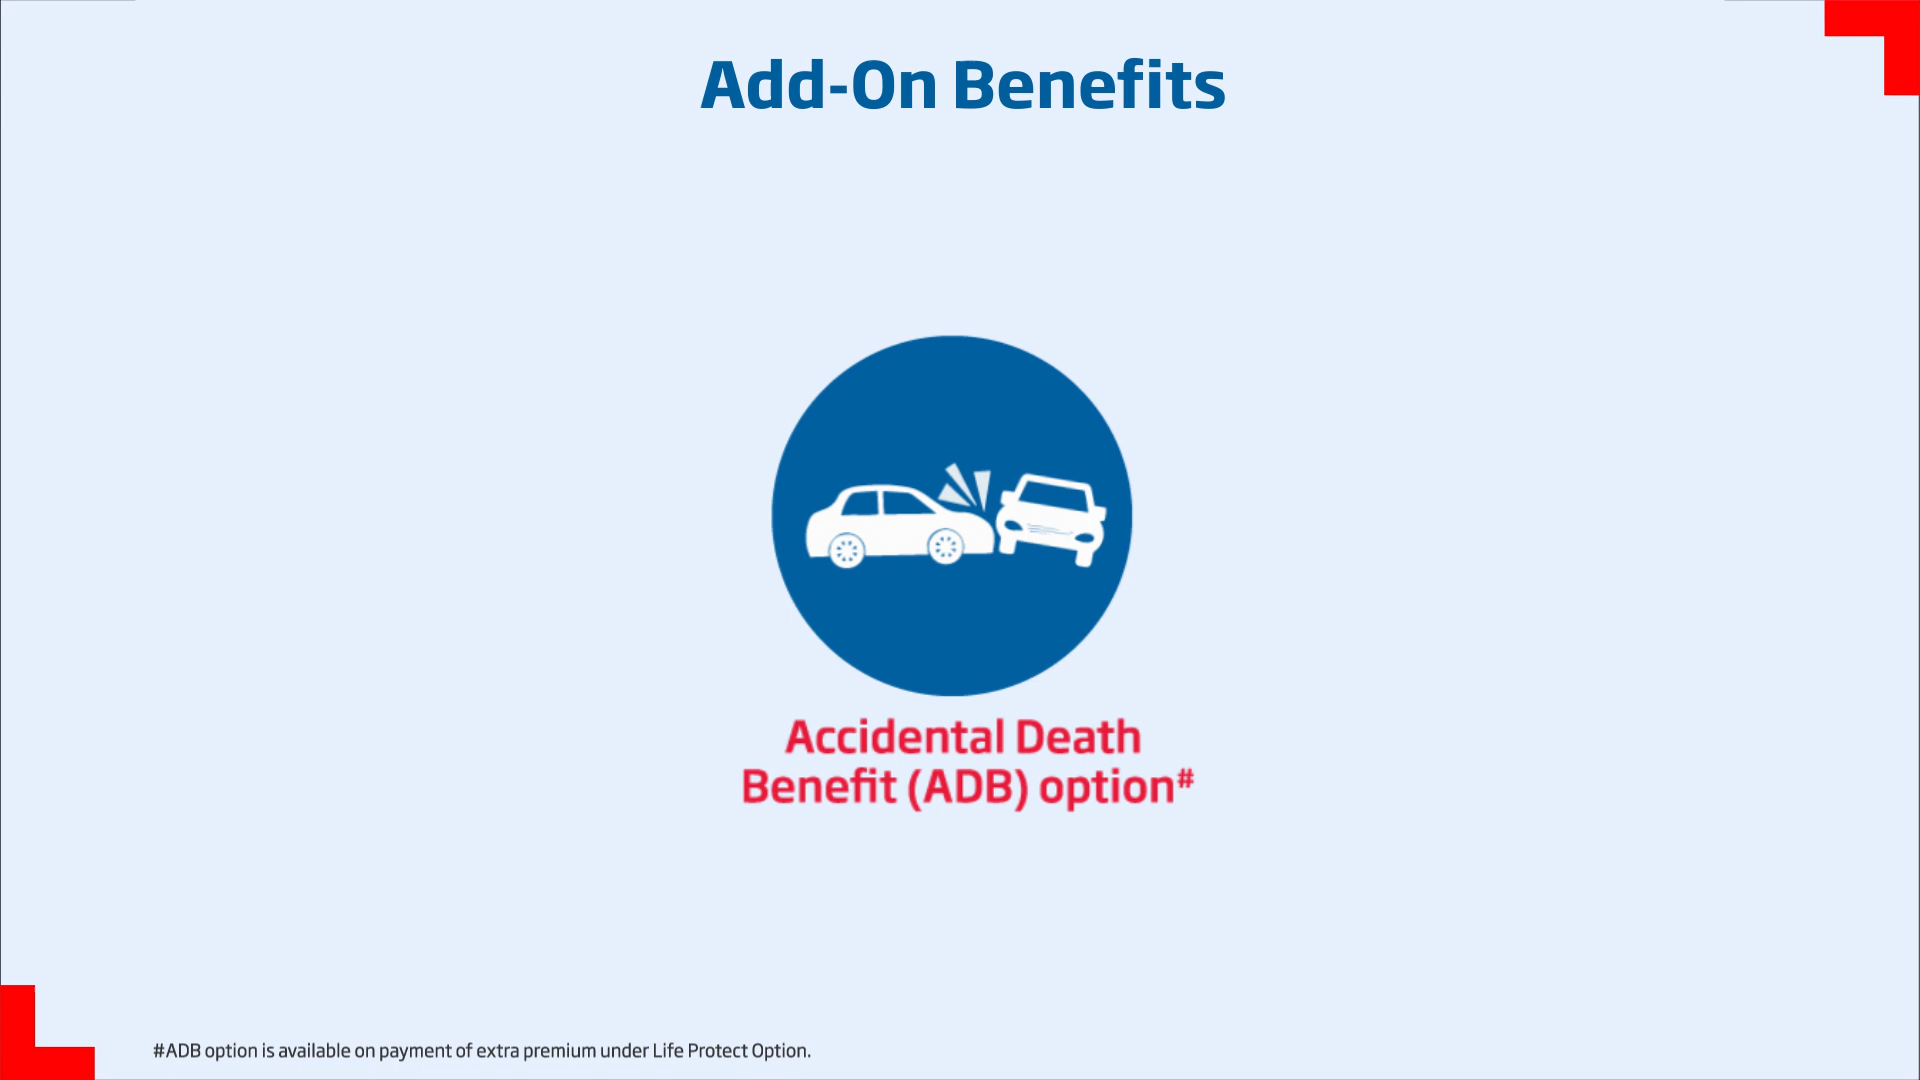 Add-On Benefits
Accidental Death
Benefit (ADB) option#
#ADB option is available on payment of extra premium under Life Protect Option.